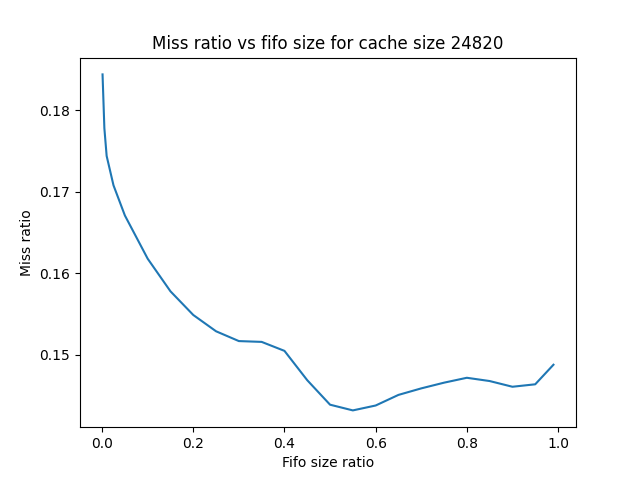 Miss ratio vs fifo size for cache size 24820
0.18
0.17
0.16
0.15
Miss ratio
0.0 0.2 0.4 0.6 0.8 1.0
Fifo size ratio